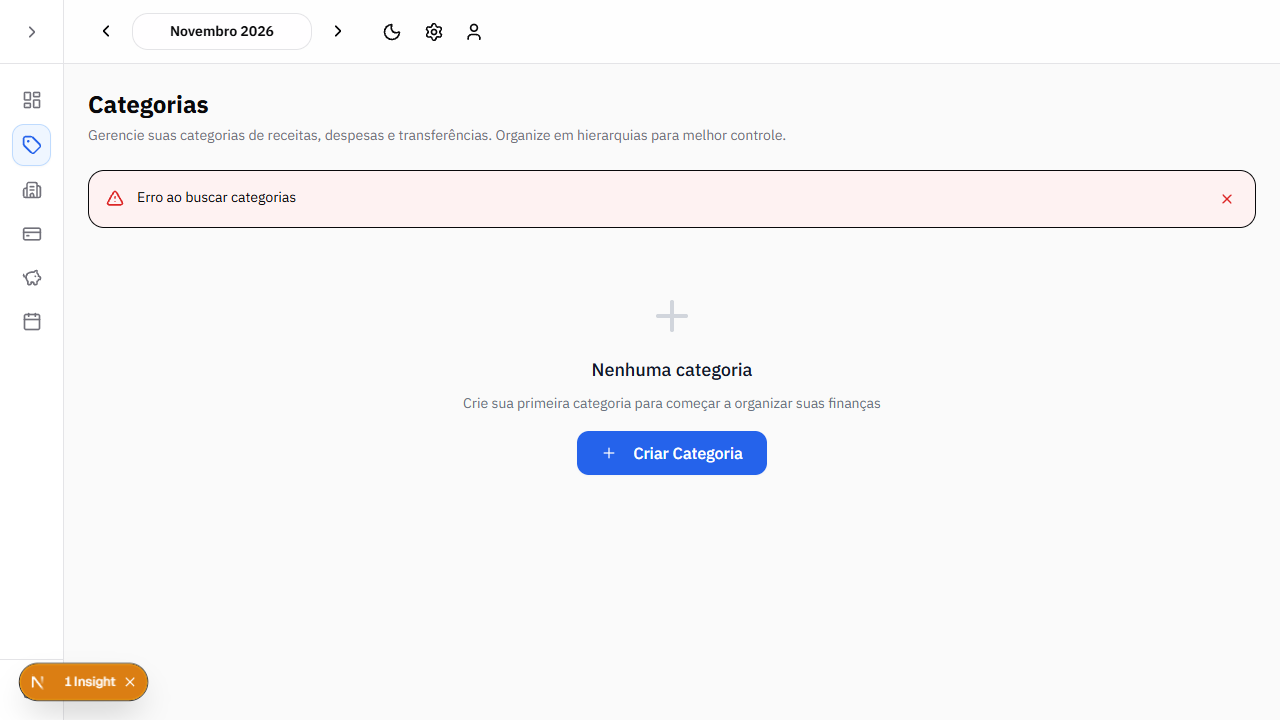 Novembro 2026
Categorias
Gerencie suas categorias de receitas, despesas e transferências. Organize em hierarquias para melhor controle.
Erro ao buscar categorias
Nenhuma categoria
Crie sua primeira categoria para começar a organizar suas finanças
Criar Categoria
1 Insight